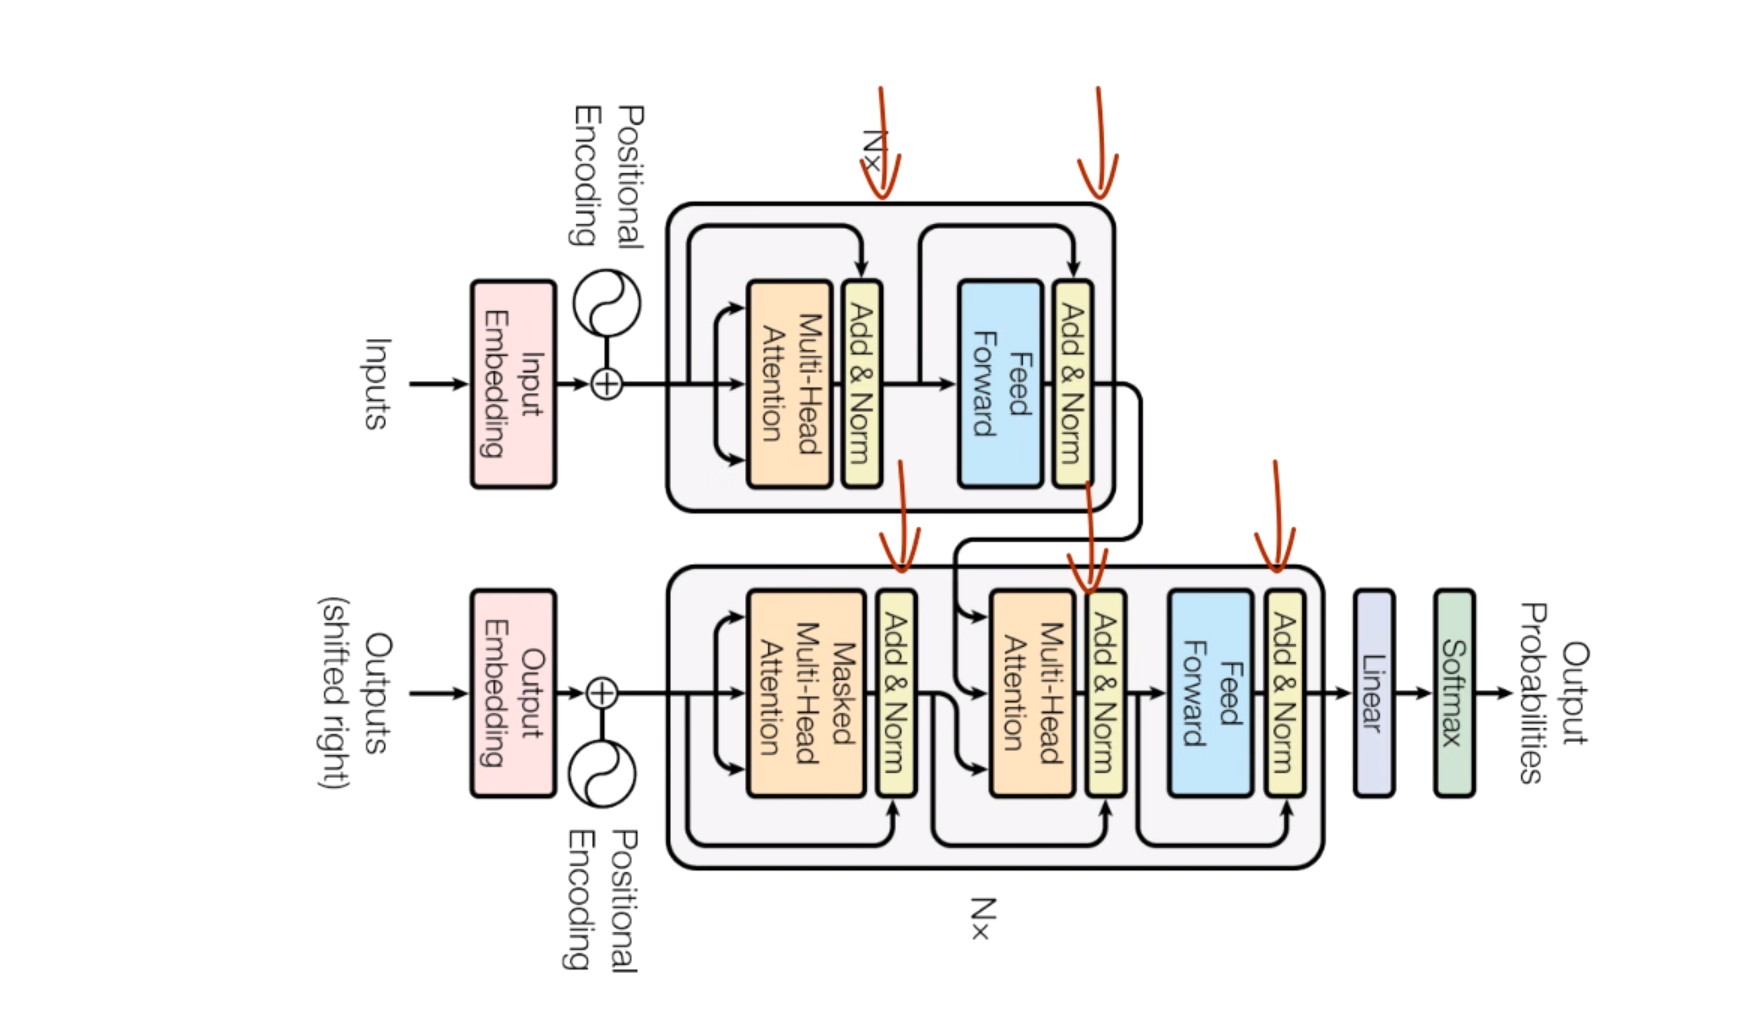 Inputs
Input
Embedding
Positional
Encoding
Nx
Multi-Head
Attention
Add & Norm
Feed
Forward
Add & Norm
Outputs
(shifted right)
Output
Embedding
Positional
Encoding
Masked
Multi-Head
Attention
Add & Norm
Multi-Head
Attention
Add & Norm
Feed
Forward
Add & Norm
Nx
Linear
Softmax
Output
Probabilities